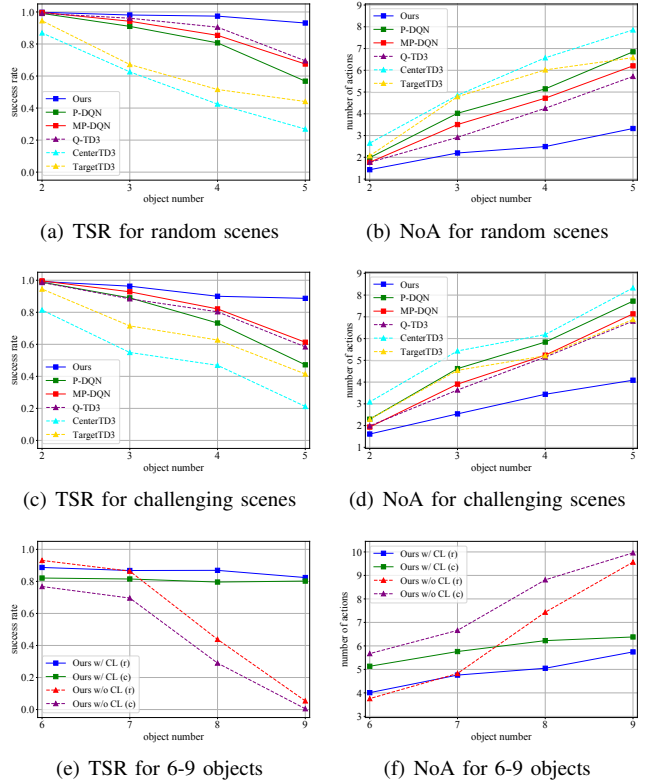 success rate
1.0
0.8
0.6
0.4
0.2
0.0
Ours
P-DQN
MP-DQN
Q-TD3
CenterTD3
TargetTD3
2 3 4 5
object number
(a) TSR for random scenes
number of actions
9
8
7
6
5
4
3
2
1
Ours
P-DQN
MP-DQN
Q-TD3
CenterTD3
TargetTD3
2 3 4 5
object number
(b) NoA for random scenes
success rate
1.0
0.8
0.6
0.4
0.2
0.0
Ours
P-DQN
MP-DQN
Q-TD3
CenterTD3
TargetTD3
2 3 4 5
object number
(c) TSR for challenging scenes
number of actions
9
8
7
6
5
4
3
2
1
Ours
P-DQN
MP-DQN
Q-TD3
CenterTD3
TargetTD3
2 3 4 5
object number
(d) NoA for challenging scenes
success rate
1.0
0.8
0.6
0.4
0.2
0.0
Ours w/ CL (r)
Ours w/ CL (c)
Ours w/o CL (r)
Ours w/o CL (c)
6 7 8 9
object number
(e) TSR for 6-9 objects
number of actions
10
9
8
7
6
5
4
3
Ours w/ CL (r)
Ours w/ CL (c)
Ours w/o CL (r)
Ours w/o CL (c)
6 7 8 9
object number
(f) NoA for 6-9 objects